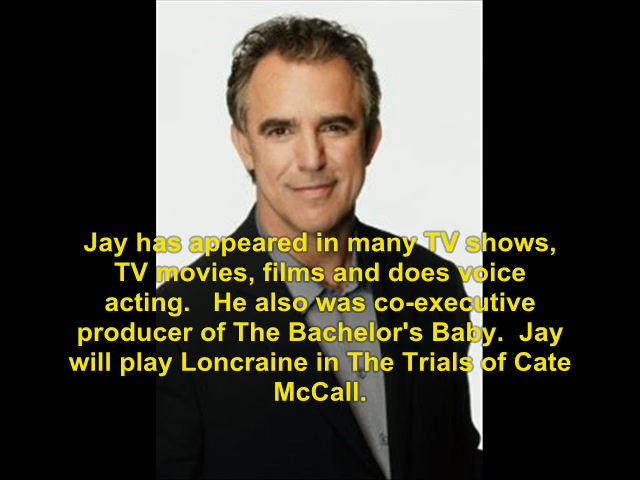 Jay has appeared in many TV shows,
TV movies, films and does voice
acting.   He also was co-executive
producer of The Bachelor's Baby.  Jay
will play Loncraine in The Trials of Cate
McCall.